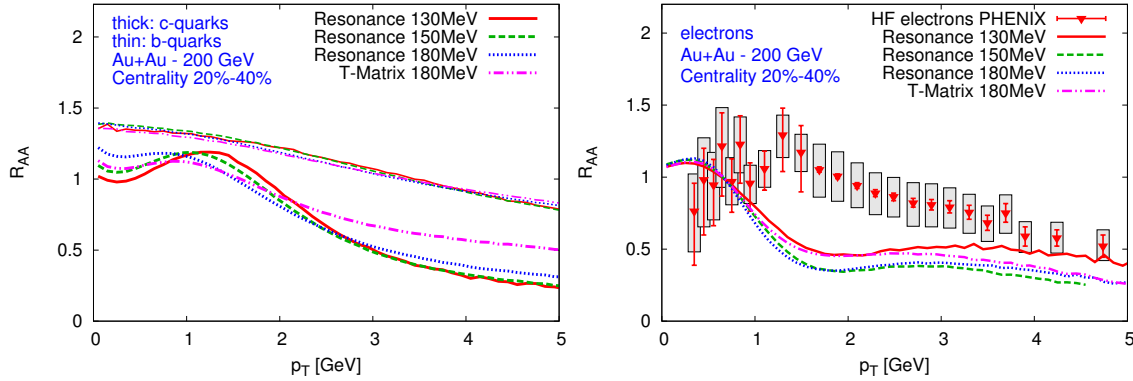 thick: c-quarks
thin: b-quarks
Au+Au - 200 GeV
Centrality 20%-40%
Resonance 130MeV
Resonance 150MeV
Resonance 180MeV
T-Matrix 180MeV
2
1.5
1
0.5
0
R_AA
0 1 2 3 4 5
p_T [GeV]
electrons
Au+Au - 200 GeV
Centrality 20%-40%
HF electrons PHENIX
Resonance 130MeV
Resonance 150MeV
Resonance 180MeV
T-Matrix 180MeV
2
1.5
1
0.5
0
R_AA
0 1 2 3 4 5
p_T [GeV]